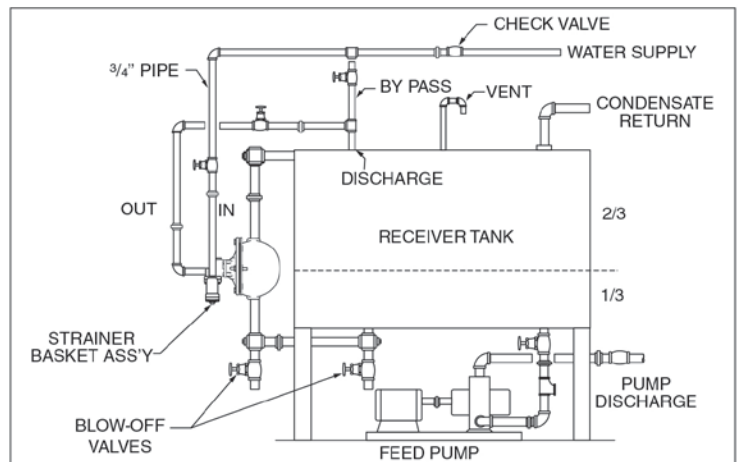 CHECK VALVE
WATER SUPPLY
3/4" PIPE
BY PASS
VENT
CONDENSATE
RETURN
DISCHARGE
OUT
IN
2/3
RECEIVER TANK
1/3
STRAINER
BASKET ASS'Y
PUMP
DISCHARGE
BLOW-OFF
VALVES
FEED PUMP